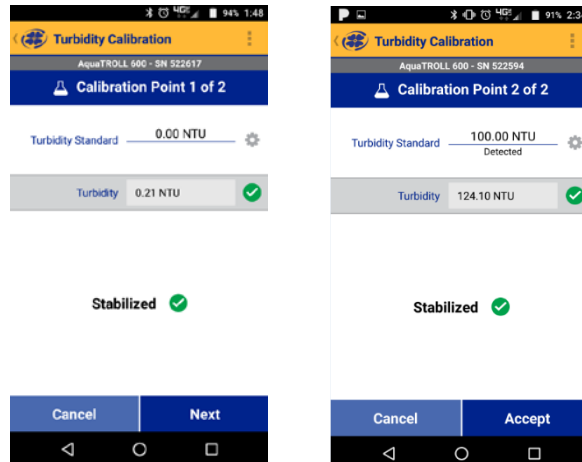 94% 1:48
Turbidity Calibration
AquaTROLL 600 - SN 522617
Calibration Point 1 of 2
Turbidity Standard 0.00 NTU
Turbidity 0.21 NTU
Stabilized
Cancel Next
91% 2:3
Turbidity Calibration
AquaTROLL 600 - SN 522594
Calibration Point 2 of 2
Turbidity Standard 100.00 NTU
Detected
Turbidity 124.10 NTU
Stabilized
Cancel Accept